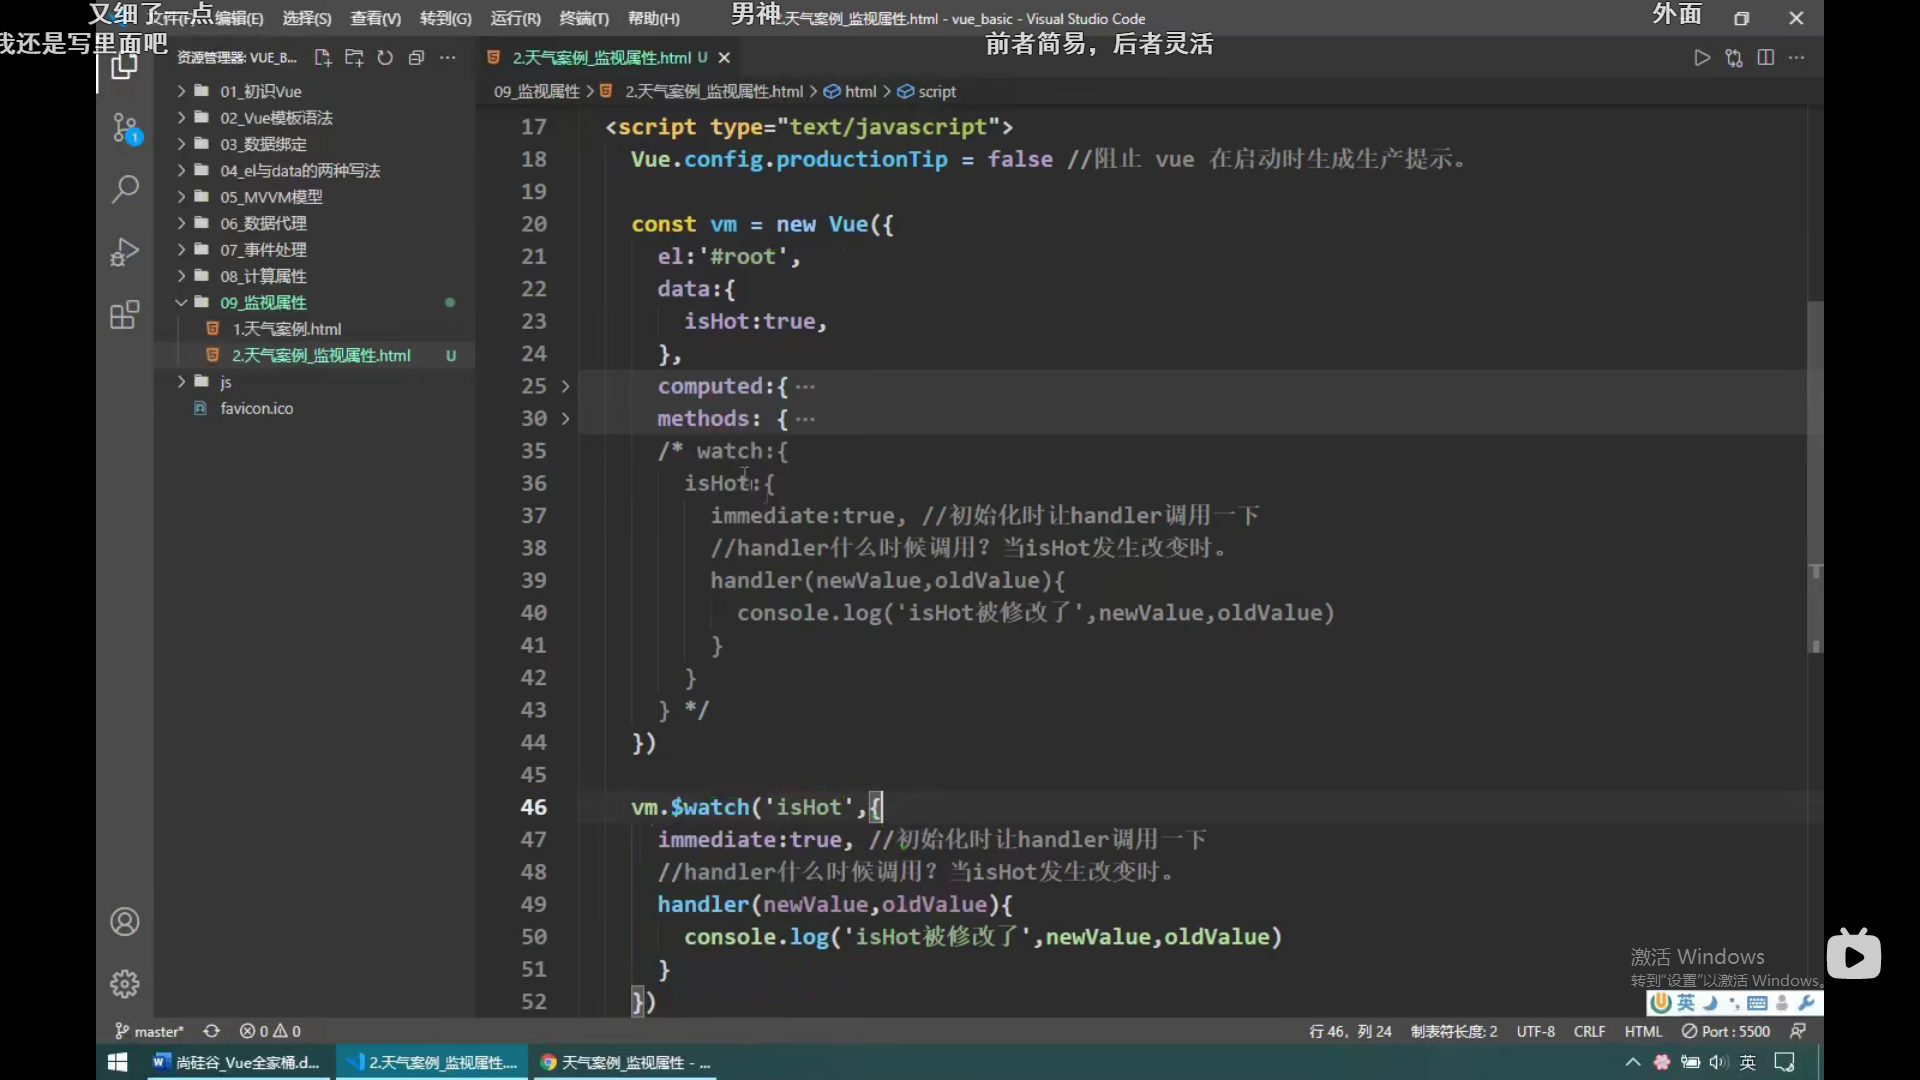 又细了一点
男神
外面
我还是写里面吧
前者简易，后者灵活
编辑(E) 选择(S) 查看(V) 转到(G) 运行(R) 终端(T) 帮助(H)
2.天气案例_监视属性.html - vue_basic - Visual Studio Code
资源管理器: VUE_B...
2.天气案例_监视属性.html U
09_监视属性 > 2.天气案例_监视属性.html > html > script
01_初识Vue
02_Vue模板语法
03_数据绑定
04_el与data的两种写法
05_MVVM模型
06_数据代理
07_事件处理
08_计算属性
09_监视属性
1.天气案例.html
2.天气案例_监视属性.html U
js
favicon.ico
1
17 <script type="text/javascript">
18 Vue.config.productionTip = false //阻止 vue 在启动时生成生产提示。
19
20 const vm = new Vue({
21 el:'#root',
22 data:{
23 isHot:true,
24 },
25 computed:{ ···
30 methods: { ···
35 /* watch:{
36 isHot:{
37 immediate:true, //初始化时让handler调用一下
38 //handler什么时候调用？当isHot发生改变时。
39 handler(newValue,oldValue){
40 console.log('isHot被修改了',newValue,oldValue)
41 }
42 }
43 } */
44 })
45
46 vm.$watch('isHot',{
47 immediate:true, //初始化时让handler调用一下
48 //handler什么时候调用？当isHot发生改变时。
49 handler(newValue,oldValue){
50 console.log('isHot被修改了',newValue,oldValue)
51 }
52 })
激活 Windows
转到"设置"以激活 Windows。
英
master* 0 0
行 46，列 24 制表符长度: 2 UTF-8 CRLF HTML Port : 5500
尚硅谷_Vue全家桶.d...
2.天气案例_监视属性....
天气案例_监视属性 - ...
英